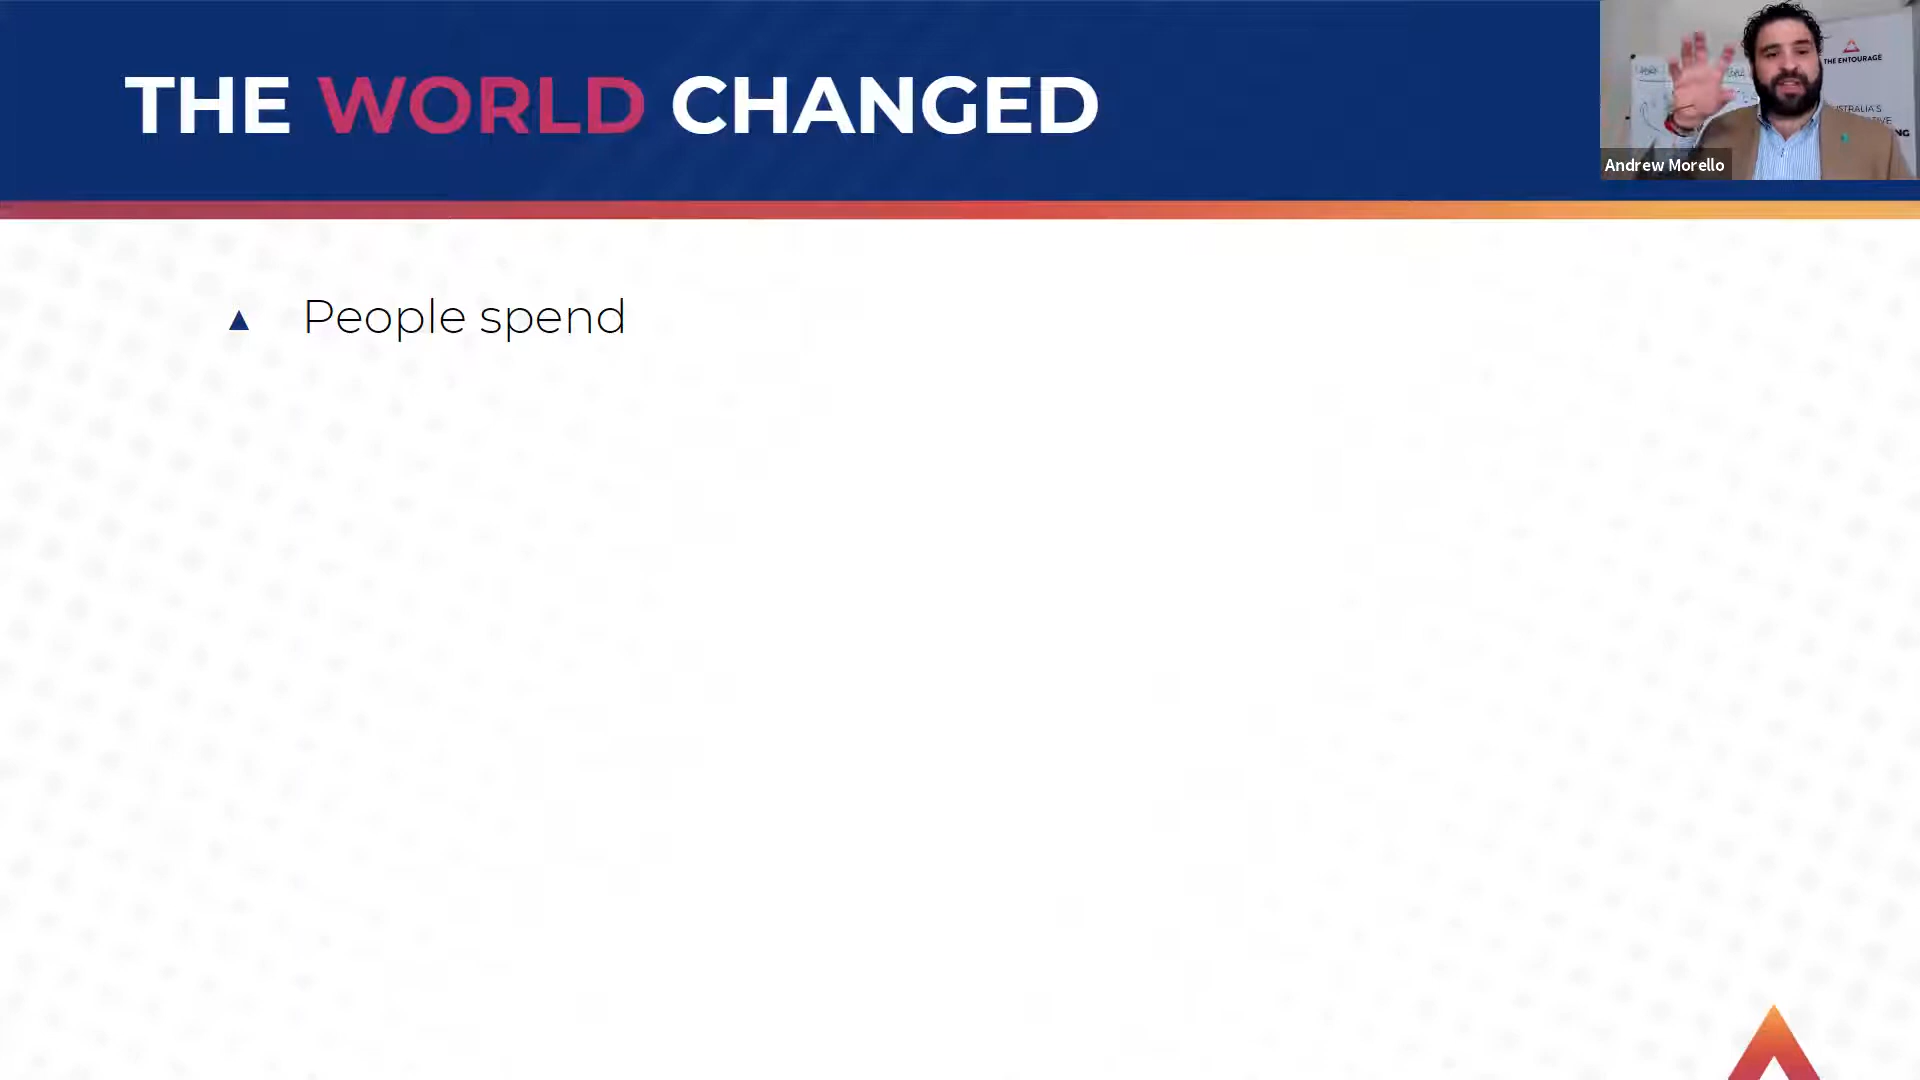 THE WORLD CHANGED
THE ENTOURAGE
Andrew Morello
▲ People spend